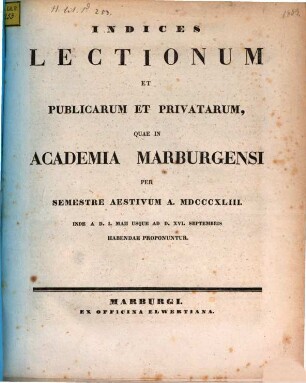 INDICES
LECTIONUM
ET
PUBLICARUM ET PRIVATARUM,
QUAE IN
ACADEMIA MARBURGENSI
PER
SEMESTRE AESTIVUM A. MDCCCXLIII.
INDE A D. I. MAII USQUE AD D. XVI. SEPTEMBRIS
HABENDAE PROPONUNTUR.
MARBURGI.
EX OFFICINA ELWERTIANA.